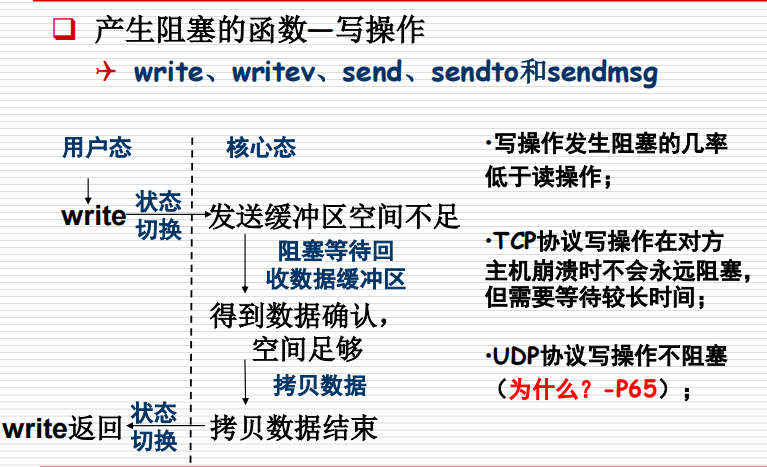 产生阻塞的函数—写操作
write、writev、send、sendto和sendmsg
用户态
核心态
write
状态
切换
发送缓冲区空间不足
阻塞等待回
收数据缓冲区
得到数据确认，
空间足够
拷贝数据
write返回
状态
切换
拷贝数据结束
·写操作发生阻塞的几率
低于读操作；
·TCP协议写操作在对方
主机崩溃时不会永远阻塞，
但需要等待较长时间；
·UDP协议写操作不阻塞
（为什么？-P65）；